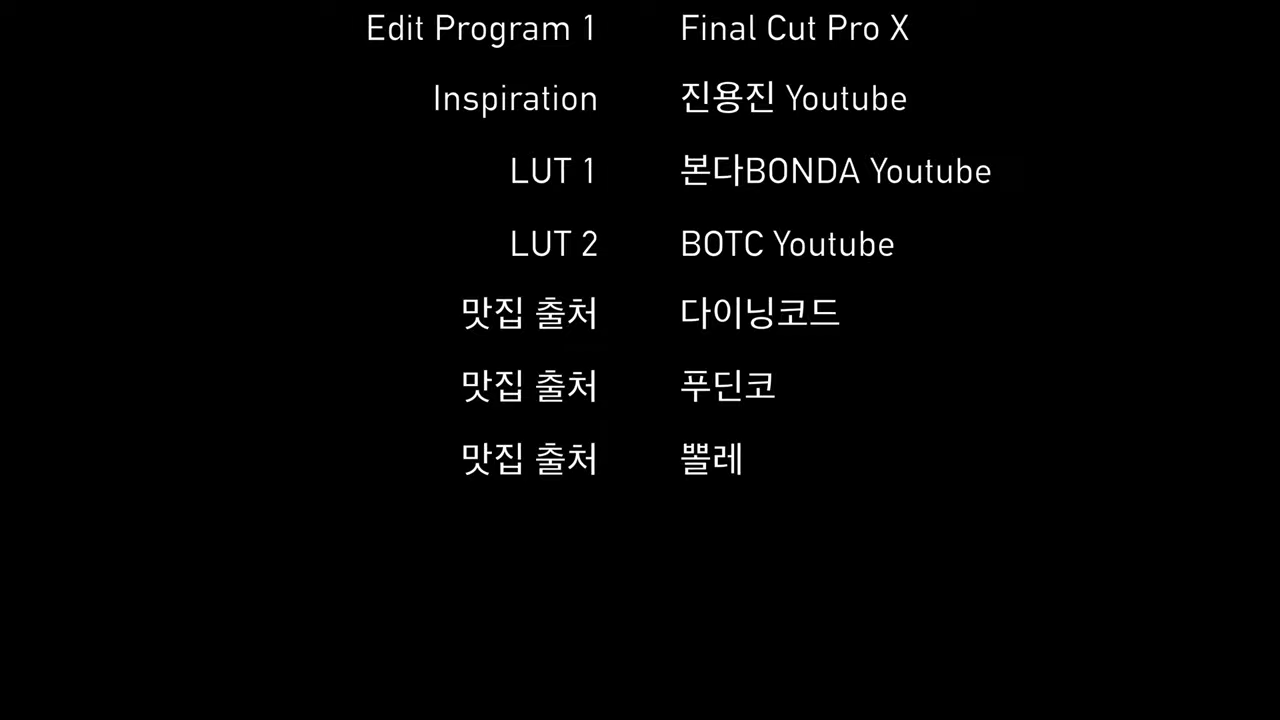 Edit Program 1 Final Cut Pro X
Inspiration 진용진 Youtube
LUT 1 본다BONDA Youtube
LUT 2 BOTC Youtube
맛집 출처 다이닝코드
맛집 출처 푸딘코
맛집 출처 뽈레